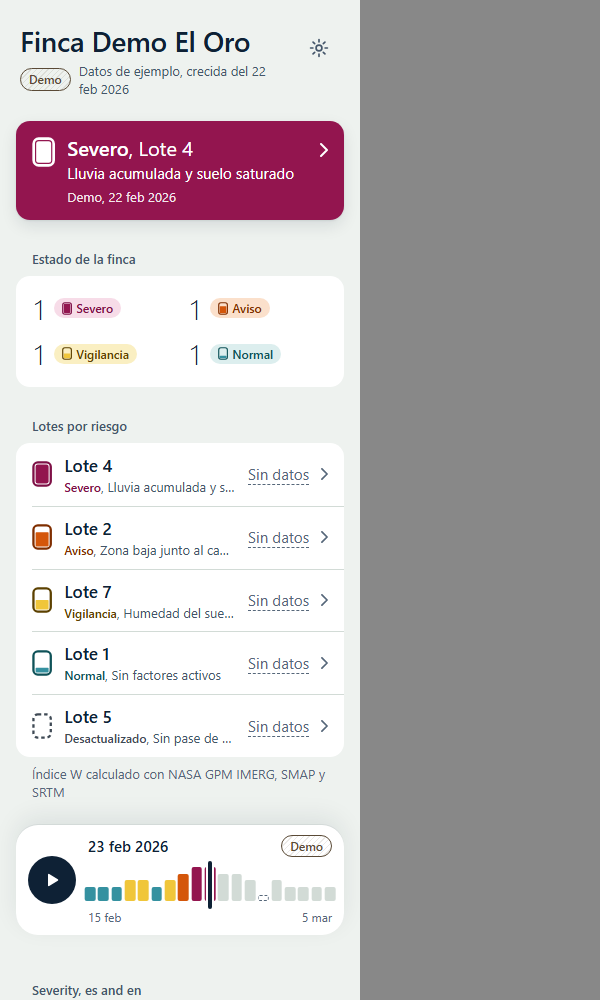 Finca Demo El Oro
Demo
Datos de ejemplo, crecida del 22
feb 2026
Severo, Lote 4
Lluvia acumulada y suelo saturado
Demo, 22 feb 2026
Estado de la finca
1 Severo
1 Aviso
1 Vigilancia
1 Normal
Lotes por riesgo
Lote 4
Severo, Lluvia acumulada y s...
Sin datos
Lote 2
Aviso, Zona baja junto al ca...
Sin datos
Lote 7
Vigilancia, Humedad del sue...
Sin datos
Lote 1
Normal, Sin factores activos
Sin datos
Lote 5
Desactualizado, Sin pase de ...
Sin datos
Índice W calculado con NASA GPM IMERG, SMAP y
SRTM
23 feb 2026
Demo
15 feb
5 mar
Severity, es and en